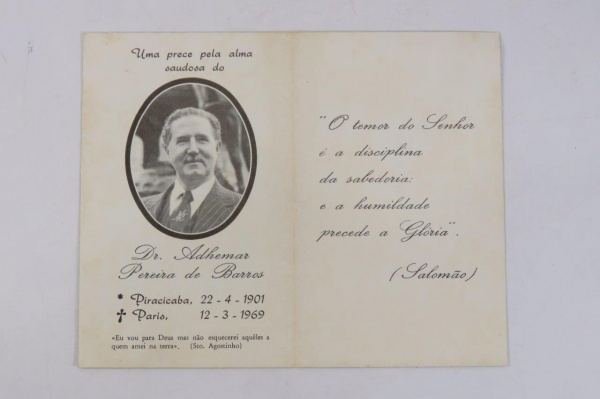 Uma prece pela alma
saudosa do
Dr. Adhemar
Pereira de Barros
* Piracicaba, 22 - 4 - 1901
† Paris, 12 - 3 - 1969
«Eu vou para Deus mas não esquecerei aquêles a
quem amei na terra». (Sto. Agostinho)
"O temor do Senhor
é a disciplina
da sabedoria:
e a humildade
precede a Glória".
(Salomão)